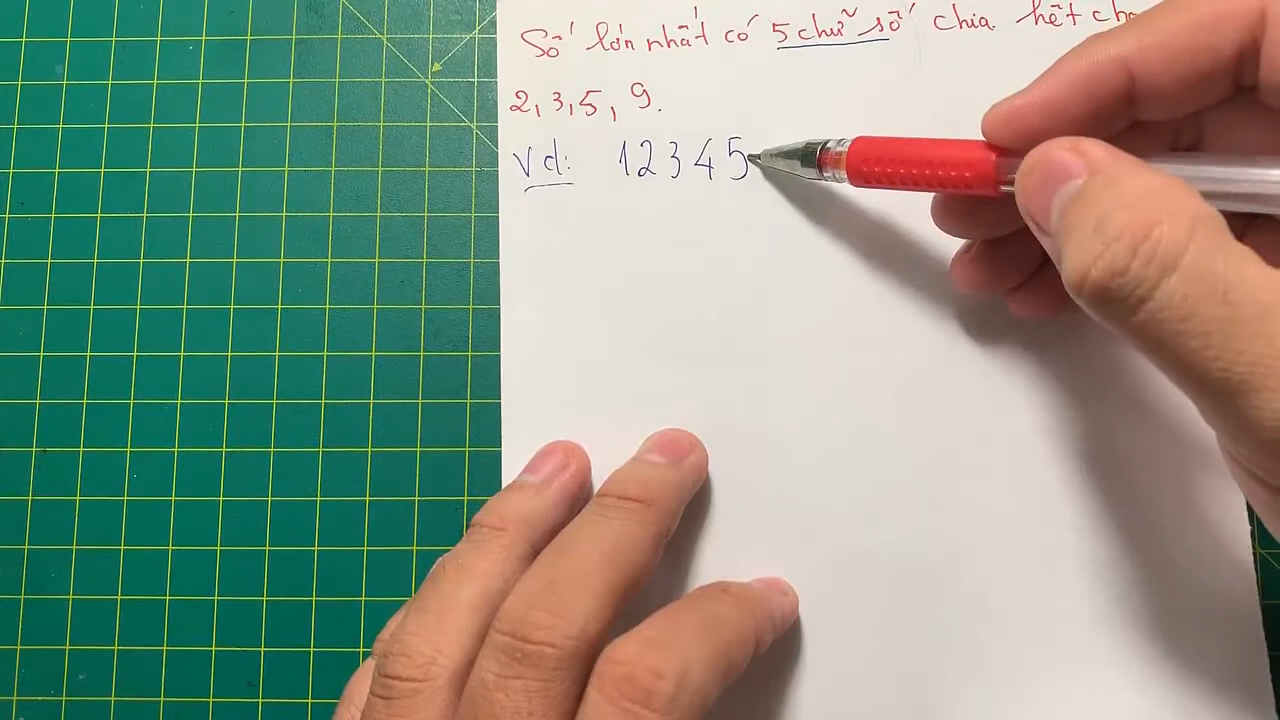 Số lớn nhất có 5 chữ số chia hết cho
2, 3, 5, 9.
Vd: 12345